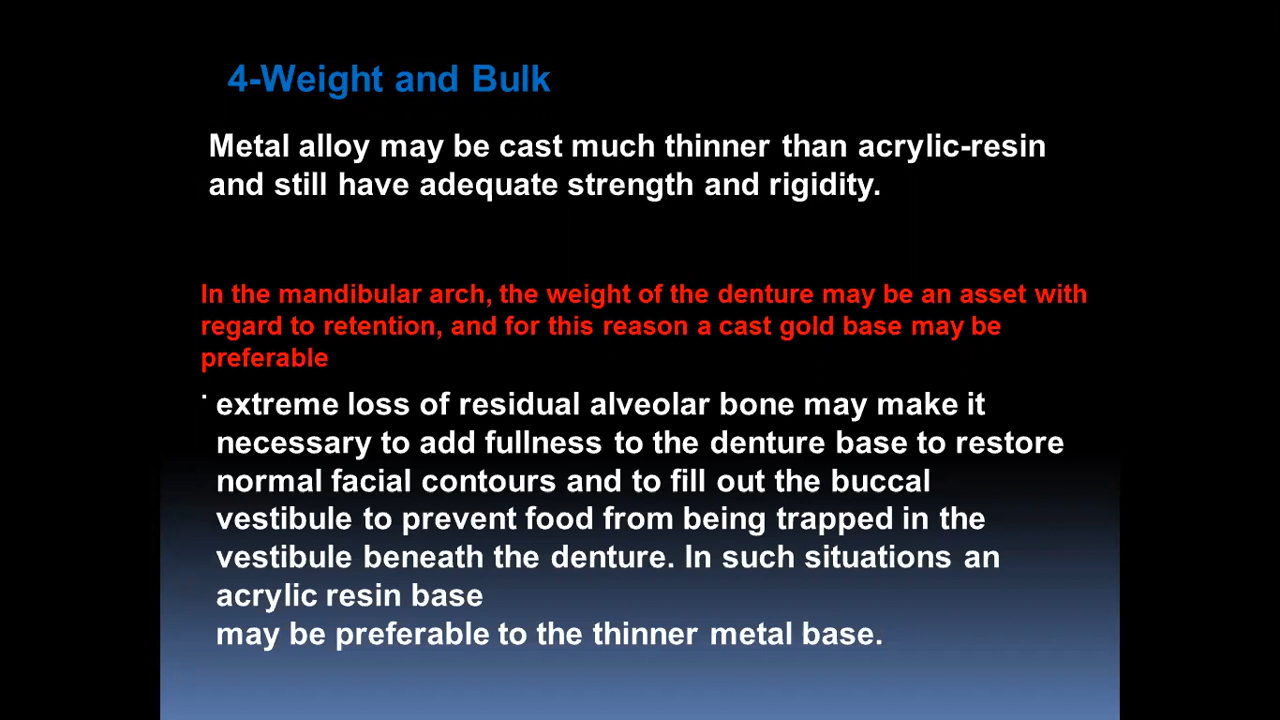 4-Weight and Bulk
Metal alloy may be cast much thinner than acrylic-resin
and still have adequate strength and rigidity.
In the mandibular arch, the weight of the denture may be an asset with
regard to retention, and for this reason a cast gold base may be
preferable
. extreme loss of residual alveolar bone may make it
necessary to add fullness to the denture base to restore
normal facial contours and to fill out the buccal
vestibule to prevent food from being trapped in the
vestibule beneath the denture. In such situations an
acrylic resin base
may be preferable to the thinner metal base.